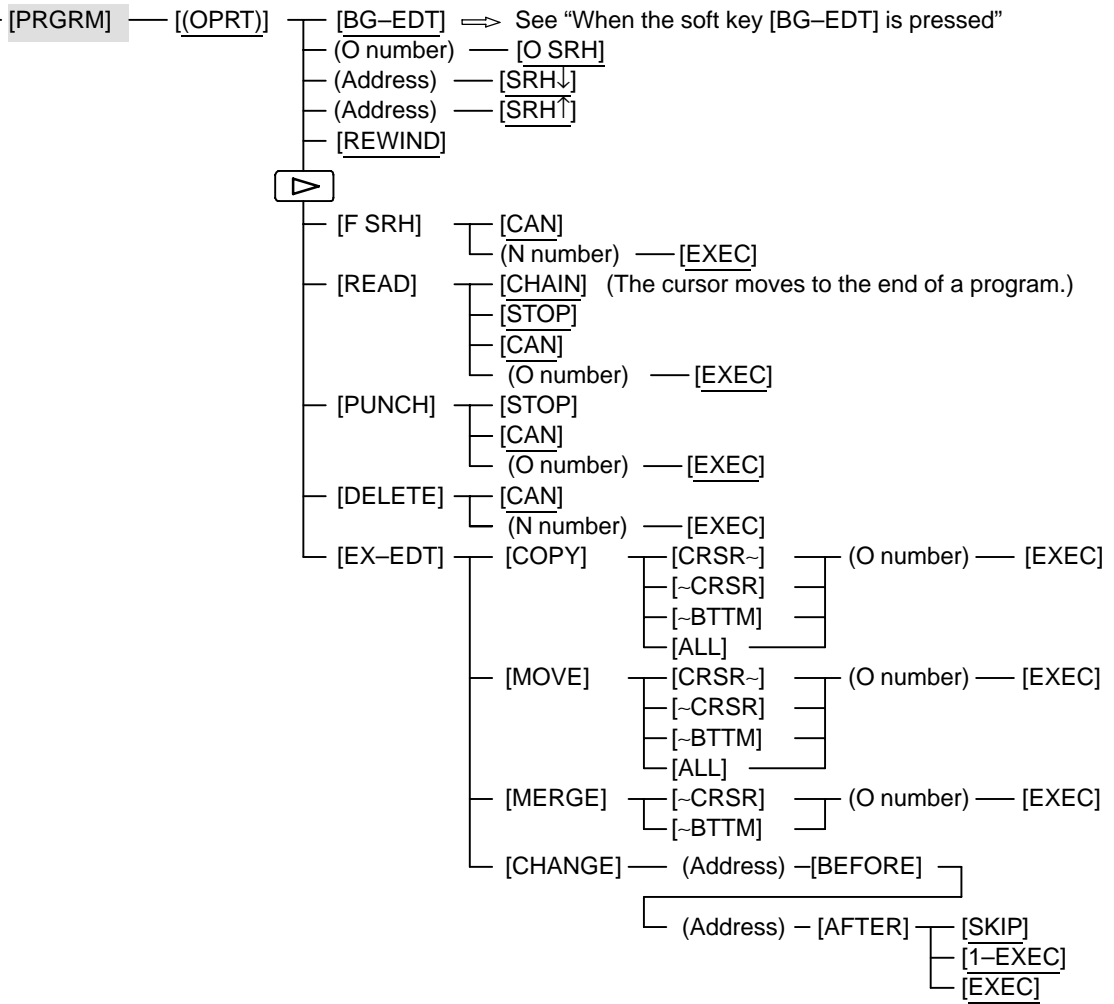 [PRGRM] [(OPRT)] [BG–EDT] ⇒ See “When the soft key [BG–EDT] is pressed”
(O number) [O SRH]
(Address) [SRH↓]
(Address) [SRH↑]
[REWIND]
[F SRH] [CAN]
(N number) [EXEC]
[READ] [CHAIN] (The cursor moves to the end of a program.)
[STOP]
[CAN]
(O number) [EXEC]
[PUNCH] [STOP]
[CAN]
(O number) [EXEC]
[DELETE] [CAN]
(N number) [EXEC]
[EX–EDT] [COPY] [CRSR~] (O number) [EXEC]
[~CRSR]
[~BTTM]
[ALL]
[MOVE] [CRSR~] (O number) [EXEC]
[~CRSR]
[~BTTM]
[ALL]
[MERGE] [~CRSR] (O number) [EXEC]
[~BTTM]
[CHANGE] (Address) [BEFORE]
(Address) [AFTER] [SKIP]
[1–EXEC]
[EXEC]